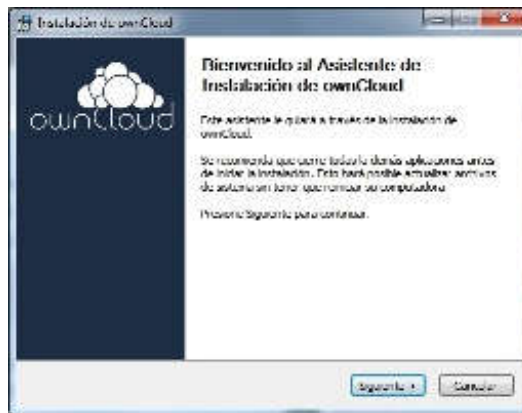 Instalación de ownCloud
ownCloud
Bienvenido al Asistente de
Instalación de ownCloud
Este asistente le guiará a través de la instalación de
ownCloud.
Se recomienda que cierre todas las demás aplicaciones antes
de iniciar la instalación. Esto hará posible actualizar archivos
de sistema sin tener que reiniciar su computadora.
Presione Siguiente para continuar.
Siguiente >
Cancelar